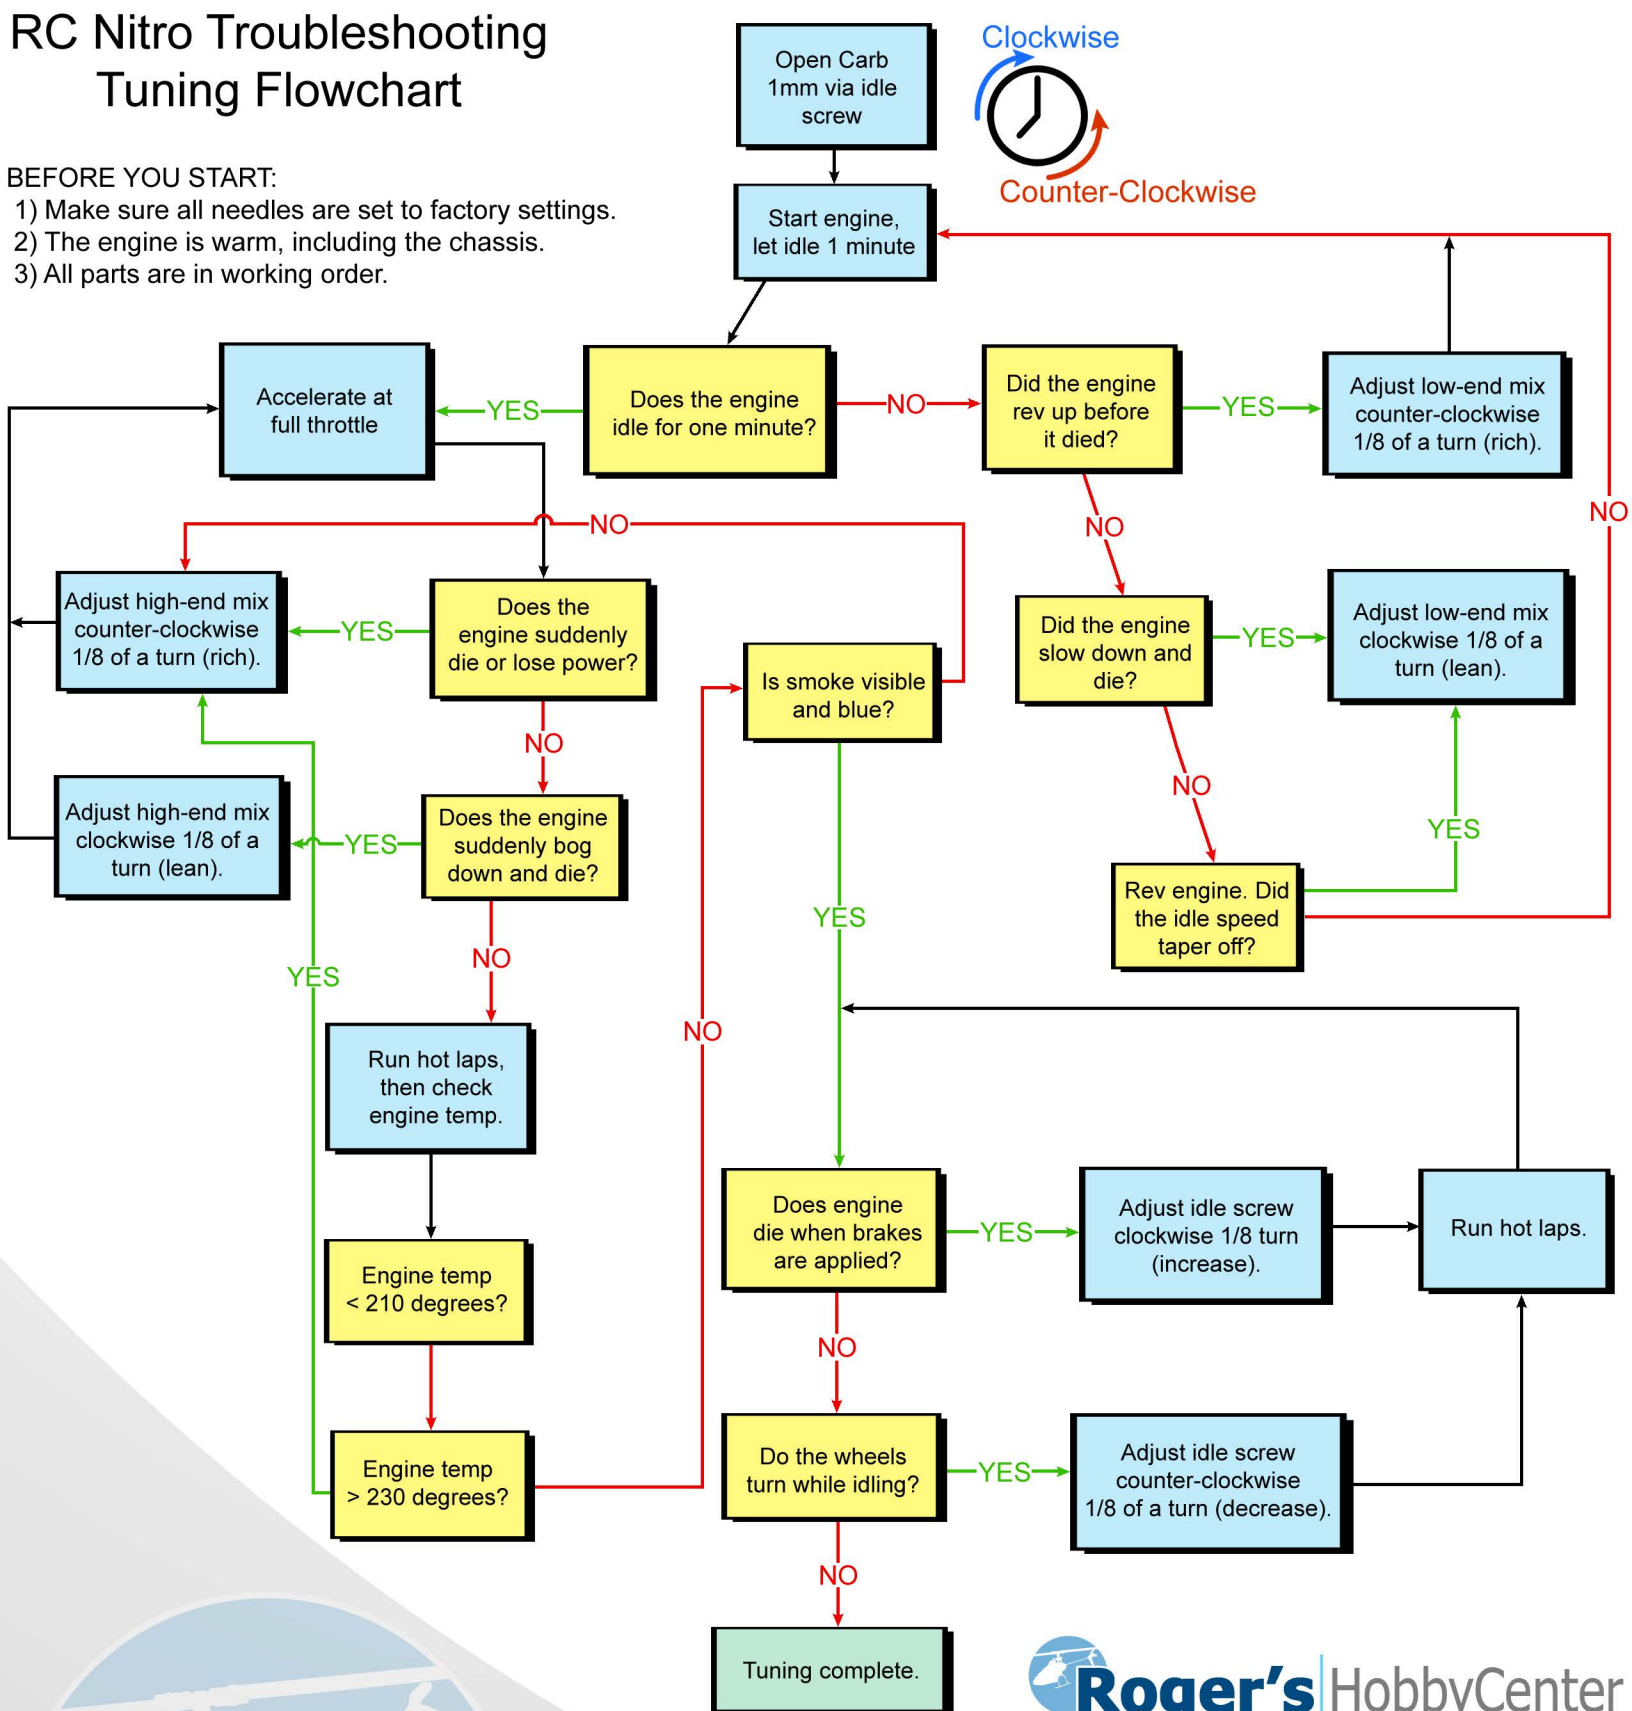 RC Nitro Troubleshooting
Tuning Flowchart
BEFORE YOU START:
1) Make sure all needles are set to factory settings.
2) The engine is warm, including the chassis.
3) All parts are in working order.
Open Carb
1mm via idle
screw
Clockwise
Counter-Clockwise
Start engine,
let idle 1 minute
Accelerate at
full throttle
YES
Does the engine
idle for one minute?
NO
Did the engine
rev up before
it died?
YES
Adjust low-end mix
counter-clockwise
1/8 of a turn (rich).
NO
NO
NO
Adjust high-end mix
counter-clockwise
1/8 of a turn (rich).
YES
Does the
engine suddenly
die or lose power?
Is smoke visible
and blue?
Did the engine
slow down and
die?
YES
Adjust low-end mix
clockwise 1/8 of a
turn (lean).
NO
NO
Adjust high-end mix
clockwise 1/8 of a
turn (lean).
YES
Does the engine
suddenly bog
down and die?
YES
YES
Rev engine. Did
the idle speed
taper off?
NO
YES
NO
Run hot laps,
then check
engine temp.
Engine temp
< 210 degrees?
Does engine
die when brakes
are applied?
YES
Adjust idle screw
clockwise 1/8 turn
(increase).
Run hot laps.
NO
Engine temp
> 230 degrees?
Do the wheels
turn while idling?
YES
Adjust idle screw
counter-clockwise
1/8 of a turn (decrease).
NO
Tuning complete.
Roger's HobbyCenter